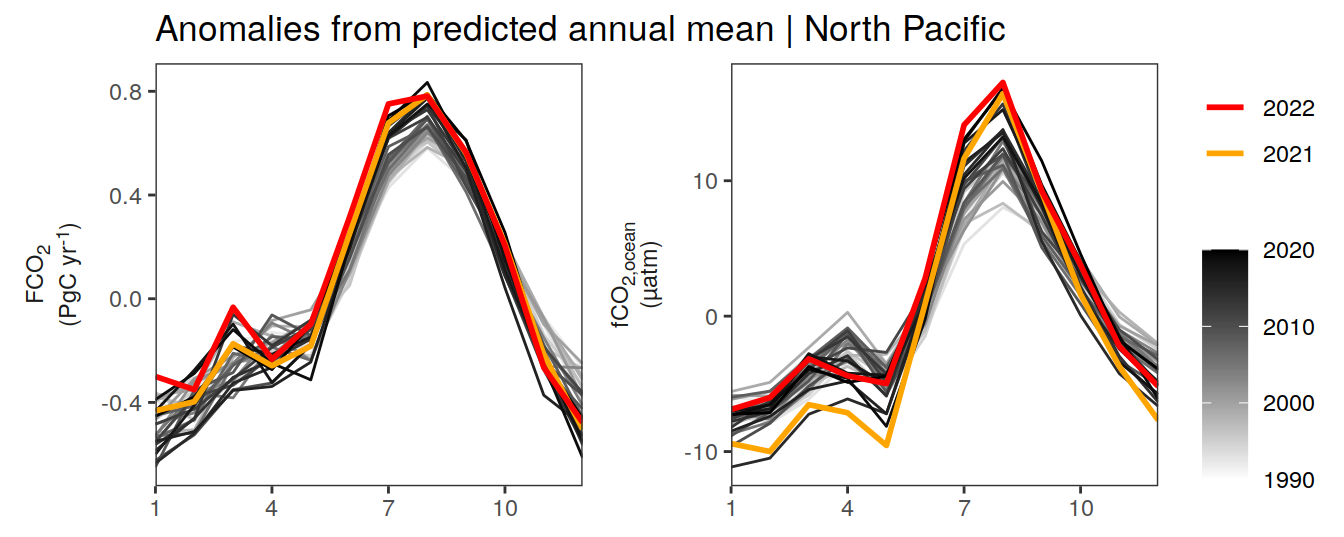 Anomalies from predicted annual mean | North Pacific
FCO₂
(PgC yr⁻¹)
0.8
0.4
0.0
-0.4
1 4 7 10
fCO₂,ocean
(µatm)
10
0
-10
1 4 7 10
2022
2021
2020
2010
2000
1990